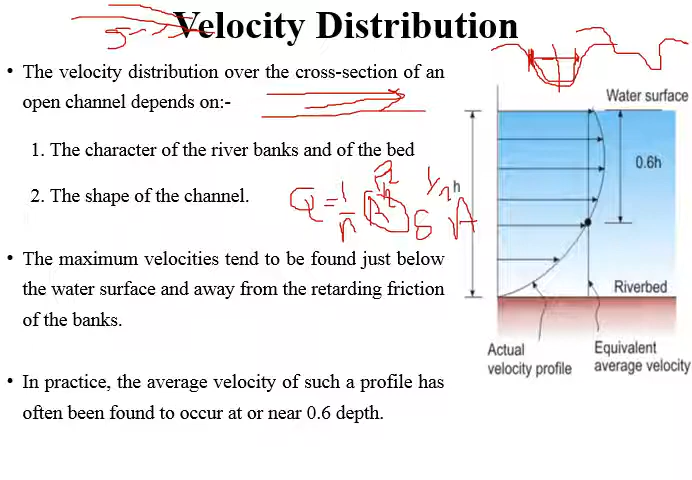 Velocity Distribution
• The velocity distribution over the cross-section of an
open channel depends on:-
1. The character of the river banks and of the bed
2. The shape of the channel.
• The maximum velocities tend to be found just below
the water surface and away from the retarding friction
of the banks.
• In practice, the average velocity of such a profile has
often been found to occur at or near 0.6 depth.
Q = 1/n
1/2
A
Water surface
0.6h
h
Riverbed
Actual
velocity profile
Equivalent
average velocity